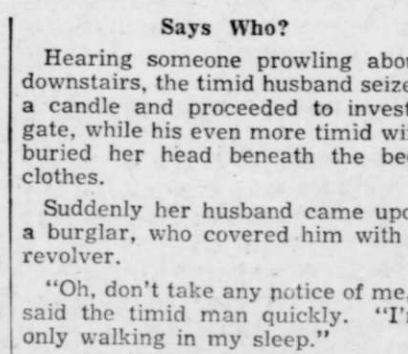 Says Who?
Hearing someone prowling abou
downstairs, the timid husband seize
a candle and proceeded to invest
gate, while his even more timid wi
buried her head beneath the be
clothes.
Suddenly her husband came upo
a burglar, who covered him with
revolver.
"Oh, don't take any notice of me,
said the timid man quickly. "I'm
only walking in my sleep."